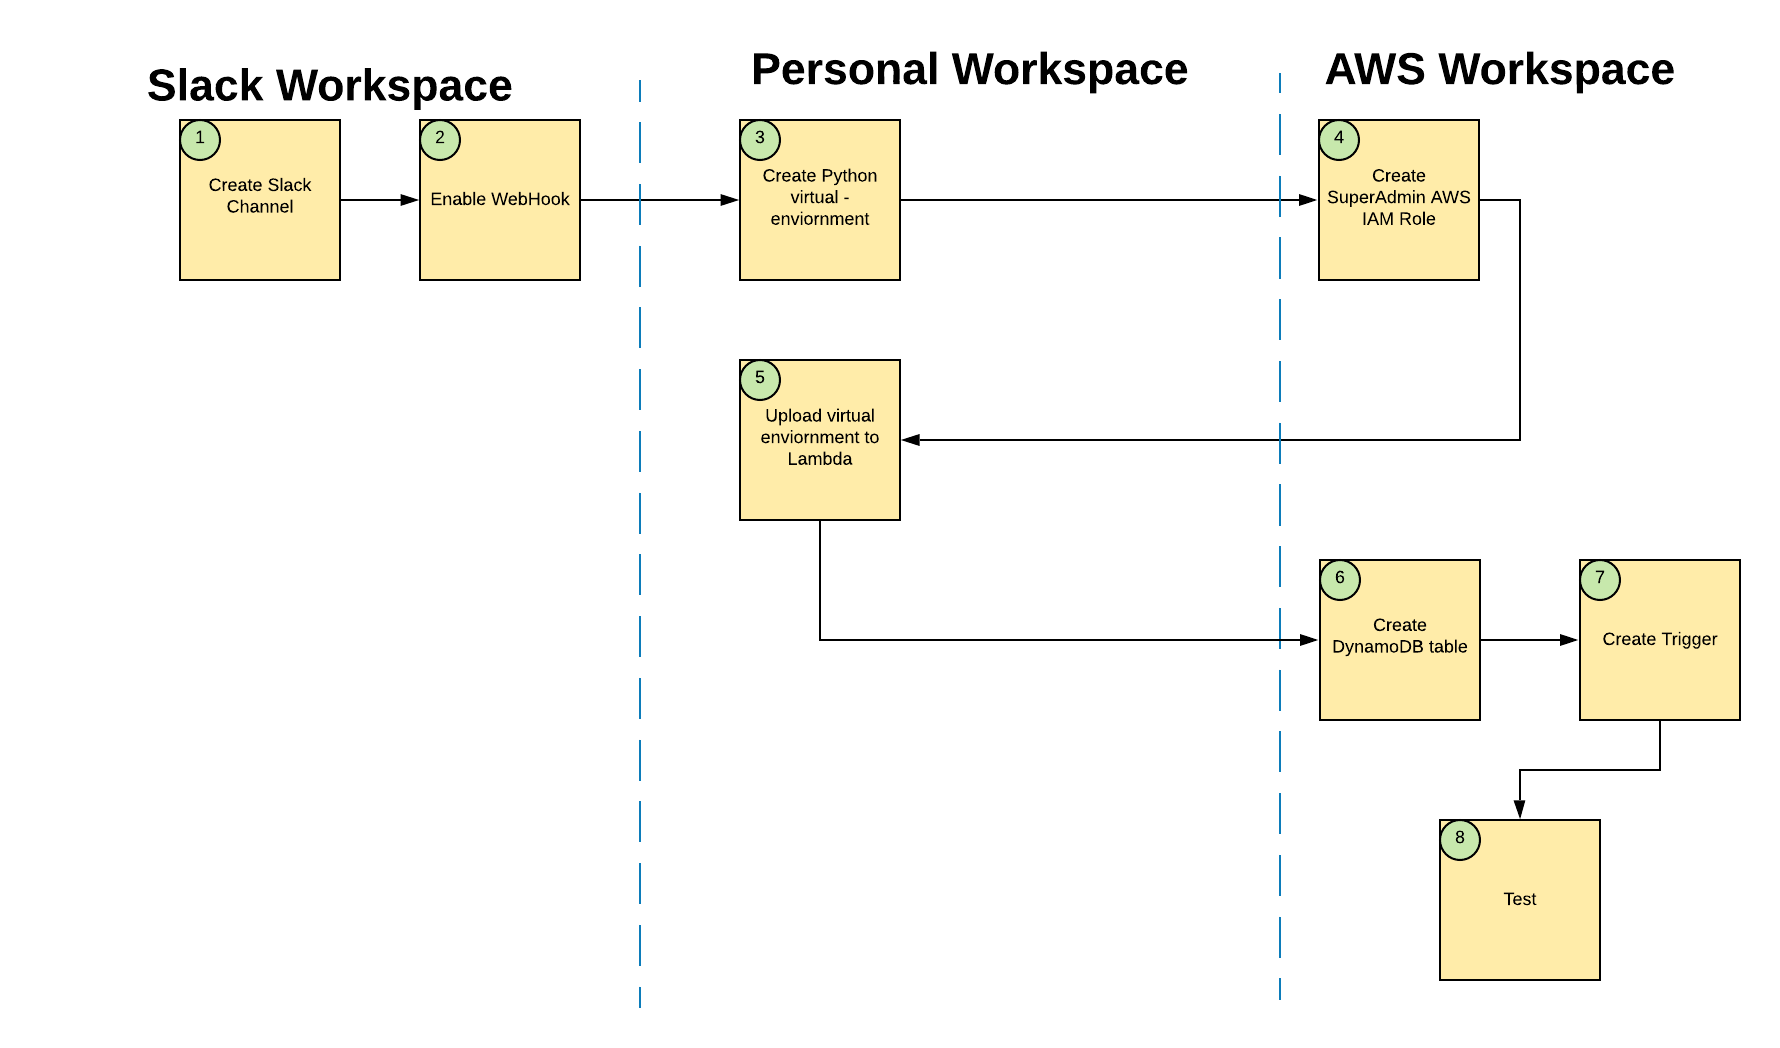 Slack Workspace
Personal Workspace
AWS Workspace
1
Create Slack
Channel
2
Enable WebHook
3
Create Python
virtual -
enviornment
4
Create
SuperAdmin AWS
IAM Role
5
Upload virtual
enviornment to
Lambda
6
Create
DynamoDB table
7
Create Trigger
8
Test